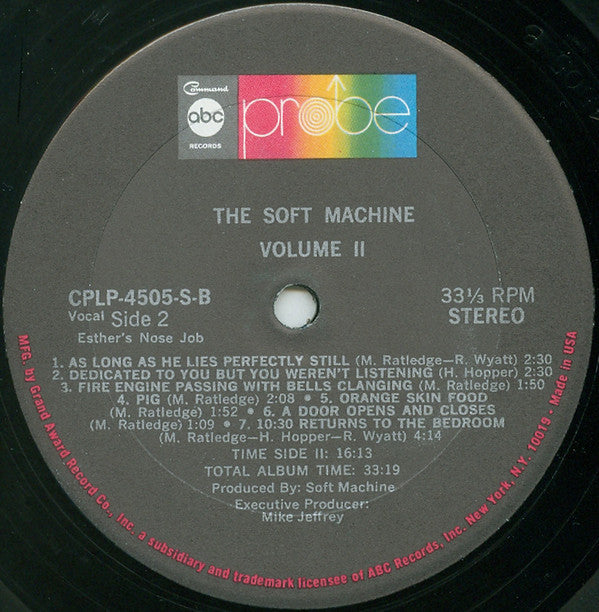 Command
abc
RECORDS
probe
THE SOFT MACHINE
VOLUME II
CPLP-4505-S-B
Vocal Side 2
33⅓ RPM
STEREO
Esther's Nose Job
1. AS LONG AS HE LIES PERFECTLY STILL (M. Ratledge—R. Wyatt) 2:30
2. DEDICATED TO YOU BUT YOU WEREN'T LISTENING (H. Hopper) 2:30
3. FIRE ENGINE PASSING WITH BELLS CLANGING (M. Ratledge) 1:50
4. PIG (M. Ratledge) 2:08 • 5. ORANGE SKIN FOOD
(M. Ratledge) 1:52 • 6. A DOOR OPENS AND CLOSES
(M. Ratledge) 1:09 • 7. 10:30 RETURNS TO THE BEDROOM
(M. Ratledge—H. Hopper—R. Wyatt) 4:14
TIME SIDE II: 16:13
TOTAL ALBUM TIME: 33:19
Produced By: Soft Machine
Executive Producer:
Mike Jeffrey
MFG. by Grand Award Record Co., Inc. a subsidiary and trademark licensee of ABC Records, Inc. New York, N.Y. 10019 • Made in USA